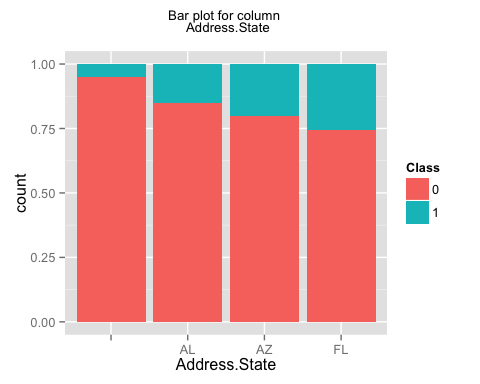 Bar plot for column
Address.State
1.00
0.75
0.50
0.25
0.00
count
AL AZ FL
Address.State
Class
0
1